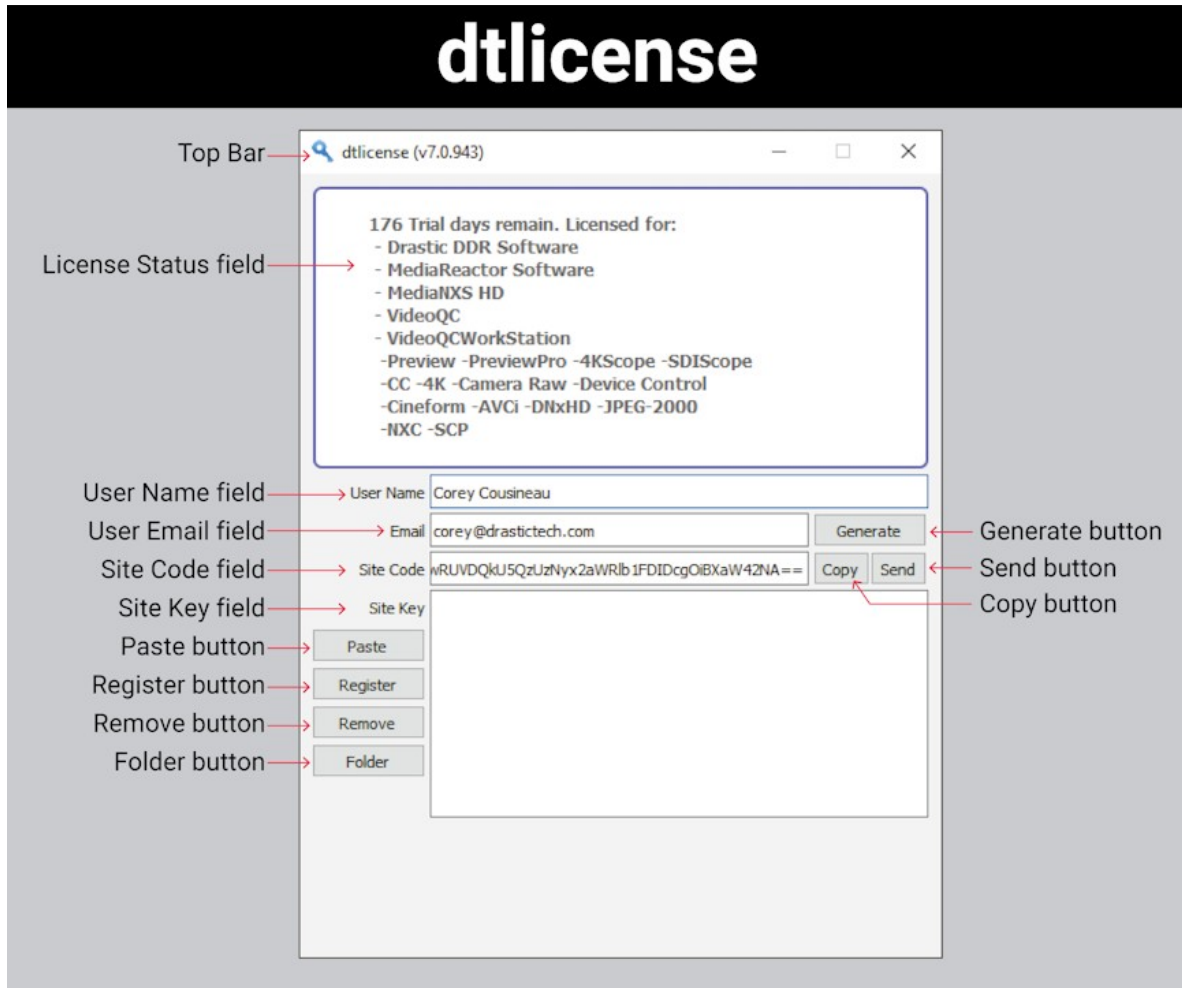 dtlicense
Top Bar
dtlicense (v7.0.943)
License Status field
176 Trial days remain. Licensed for:
- Drastic DDR Software
- MediaReactor Software
- MediaNXS HD
- VideoQC
- VideoQCWorkStation
-Preview -PreviewPro -4KScope -SDIScope
-CC -4K -Camera Raw -Device Control
-Cineform -AVCi -DNxHD -JPEG-2000
-NXC -SCP
User Name field
User Name Corey Cousineau
User Email field
Email corey@drastictech.com Generate
Generate button
Site Code field
Site Code wRUVDQkU5QzUzNyx2aWRlb1FDIDcgOiBXaW42NA== Copy Send
Send button
Copy button
Site Key field
Site Key
Paste button
Paste
Register button
Register
Remove button
Remove
Folder button
Folder